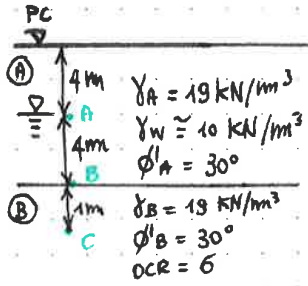 PC
A
4m
A
4m
B
γA = 19 kN/m³
γW ≃ 10 kN/m³
ϕ'A = 30°
B
1m
C
γB = 19 kN/m³
ϕ'B = 30°
OCR = 6